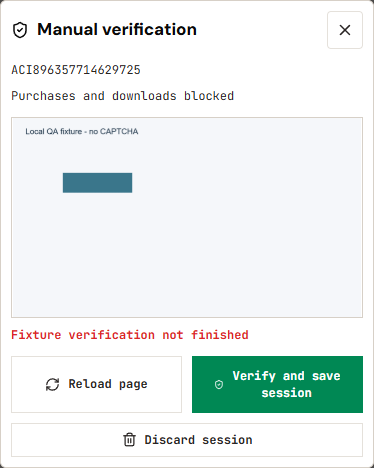 Manual verification
ACI896357714629725
Purchases and downloads blocked
Local QA fixture - no CAPTCHA
Fixture verification not finished
Reload page
Verify and save
session
Discard session